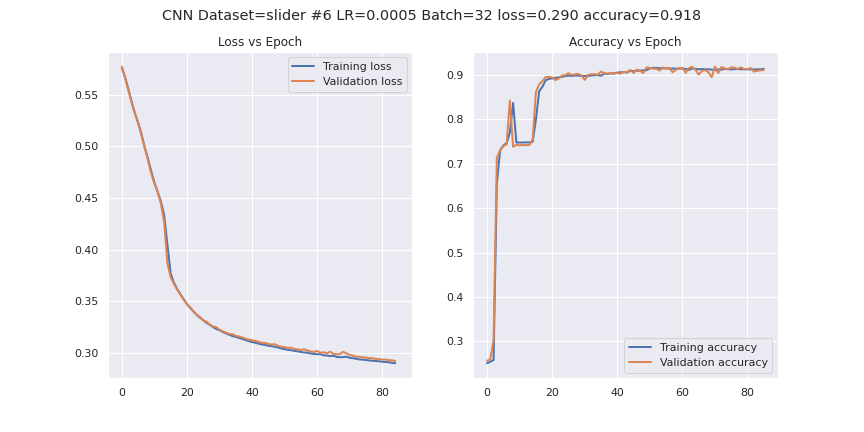 CNN Dataset=slider #6 LR=0.0005 Batch=32 loss=0.290 accuracy=0.918
Loss vs Epoch
Training loss
Validation loss
0.55
0.50
0.45
0.40
0.35
0.30
0 20 40 60 80
Accuracy vs Epoch
0.9
0.8
0.7
0.6
0.5
0.4
0.3
Training accuracy
Validation accuracy
0 20 40 60 80